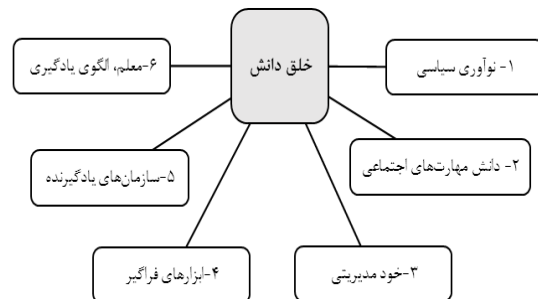 خلق دانش
۱- نوآوری سیاسی
۲- دانش مهارت‌های اجتماعی
۳-خود مدیریتی
۴-ابزارهای فراگیر
۵-سازمان‌های یادگیرنده
۶-معلم، الگوی یادگیری